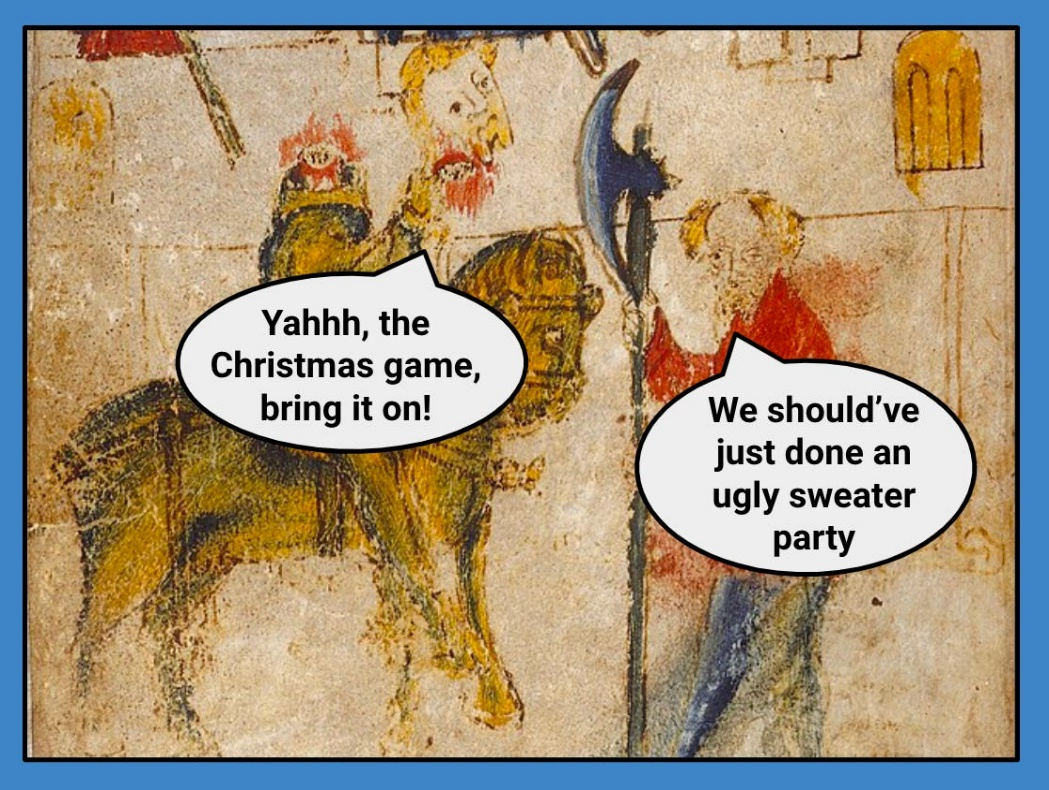 Yahhh, the
Christmas game,
bring it on!
We should’ve
just done an
ugly sweater
party